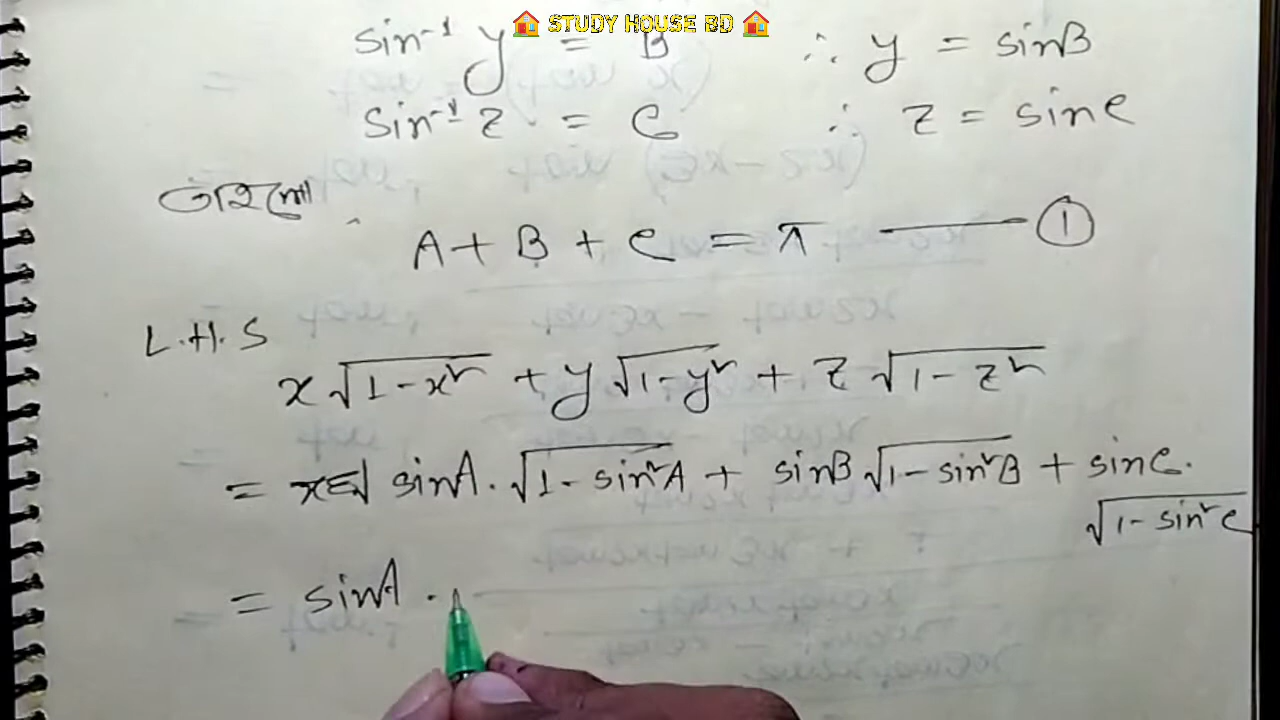 🏠 STUDY HOUSE BD 🏠
sin⁻¹ y = B ∴ y = sinB
sin⁻¹ z = C ∴ z = sinC
তাহলে
A + B + C = π —— ①
L.H.S
x√1-x² + y√1-y² + z√1-z²
= sinA . √1-sin²A + sinB √1-sin²B + sinC.
√1-sin²C
= sinA .